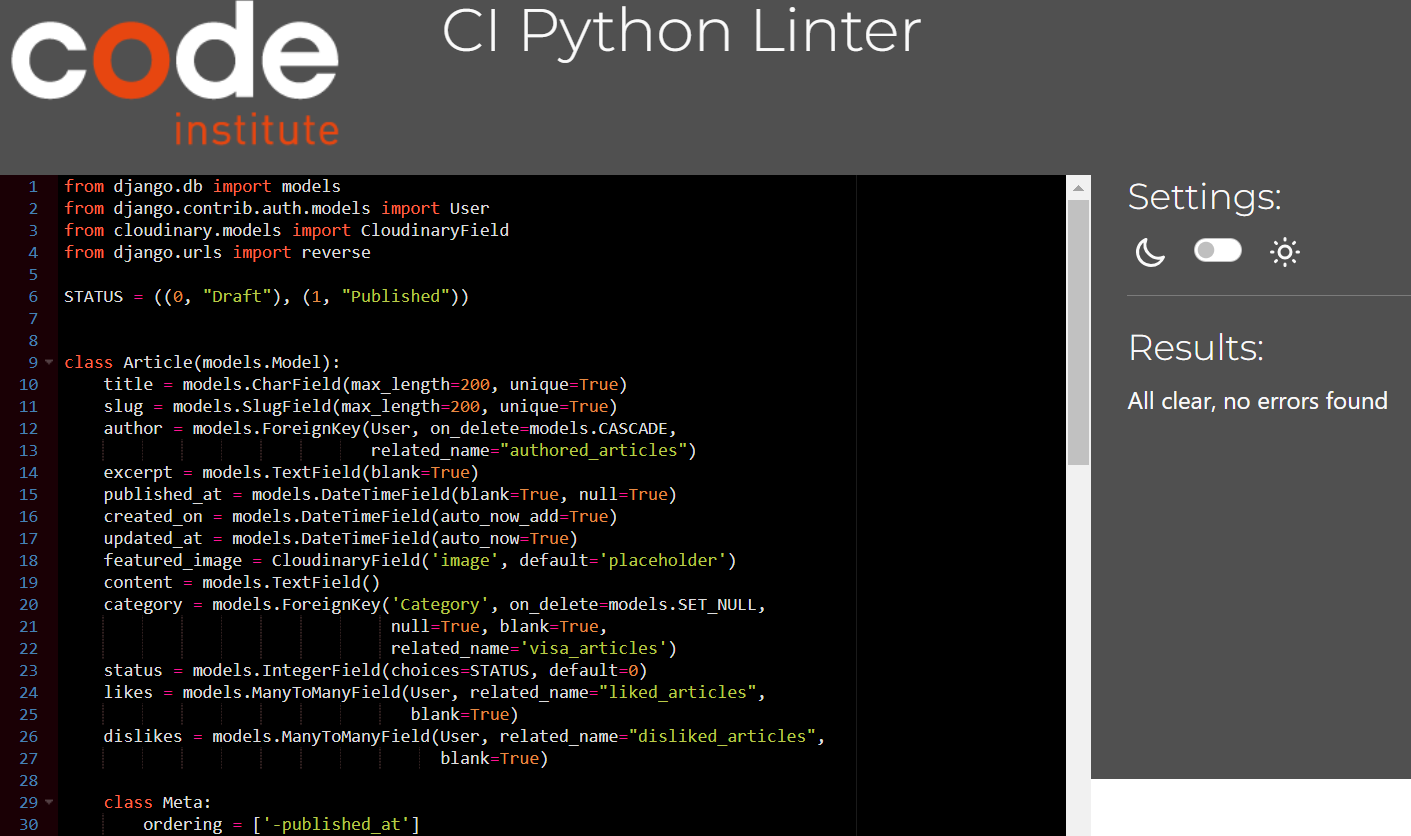 code
institute
CI Python Linter
1 from django.db import models
2 from django.contrib.auth.models import User
3 from cloudinary.models import CloudinaryField
4 from django.urls import reverse
5
6 STATUS = ((0, "Draft"), (1, "Published"))
7
8
9 class Article(models.Model):
10     title = models.CharField(max_length=200, unique=True)
11     slug = models.SlugField(max_length=200, unique=True)
12     author = models.ForeignKey(User, on_delete=models.CASCADE,
13                                related_name="authored_articles")
14     excerpt = models.TextField(blank=True)
15     published_at = models.DateTimeField(blank=True, null=True)
16     created_on = models.DateTimeField(auto_now_add=True)
17     updated_at = models.DateTimeField(auto_now=True)
18     featured_image = CloudinaryField('image', default='placeholder')
19     content = models.TextField()
20     category = models.ForeignKey('Category', on_delete=models.SET_NULL,
21                                  null=True, blank=True,
22                                  related_name='visa_articles')
23     status = models.IntegerField(choices=STATUS, default=0)
24     likes = models.ManyToManyField(User, related_name="liked_articles",
25                                    blank=True)
26     dislikes = models.ManyToManyField(User, related_name="disliked_articles",
27                                       blank=True)
28
29     class Meta:
30         ordering = ['-published_at']
Settings:
Results:
All clear, no errors found